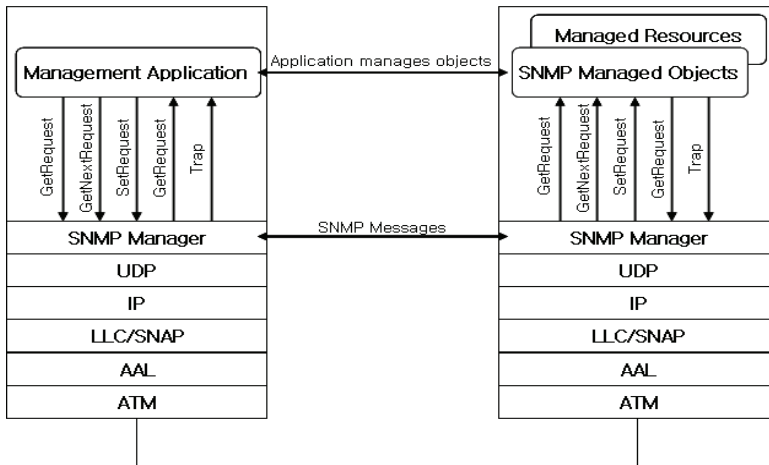 Managed Resources
Management Application
Application manages objects
SNMP Managed Objects
GetRequest
GetNextRequest
SetRequest
GetRequest
Trap
GetRequest
GetNextRequest
SetRequest
GetRequest
Trap
SNMP Manager
SNMP Messages
SNMP Manager
UDP
UDP
IP
IP
LLC/SNAP
LLC/SNAP
AAL
AAL
ATM
ATM